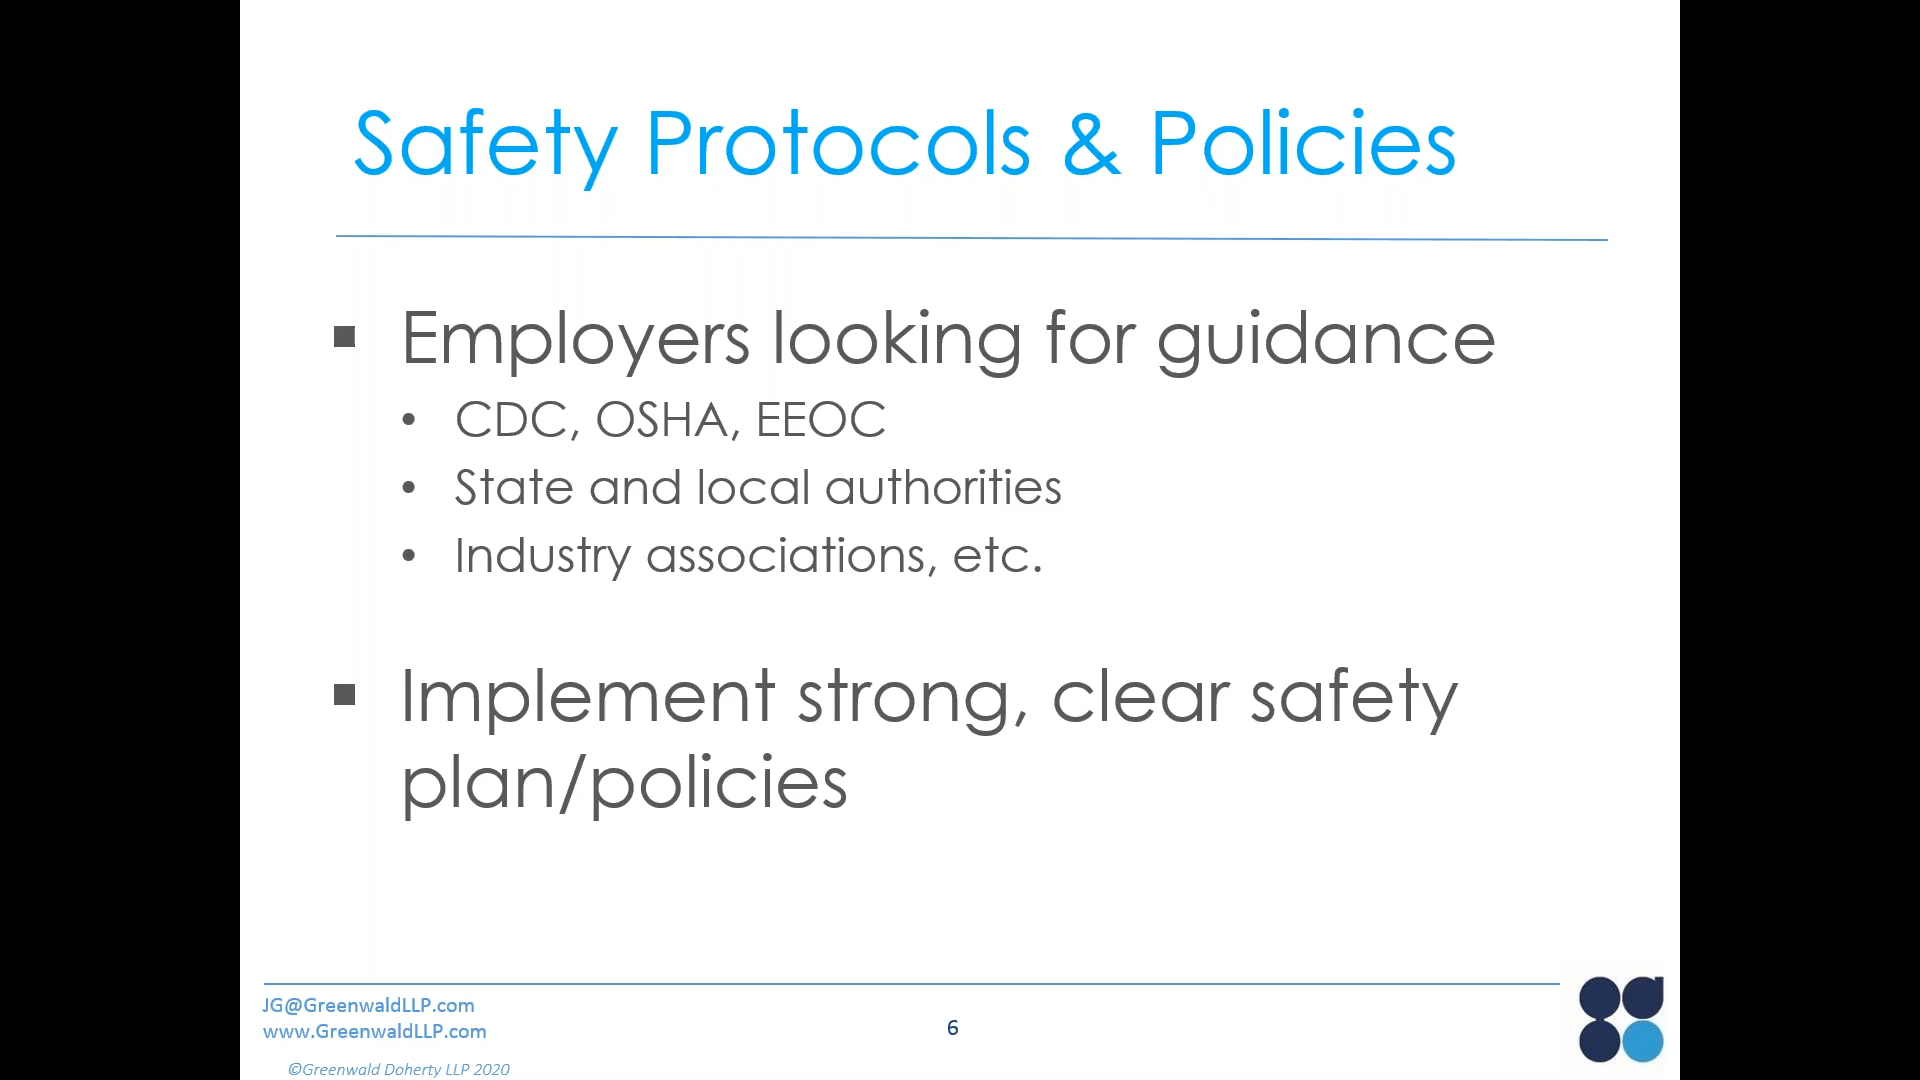 Safety Protocols & Policies
▪ Employers looking for guidance
• CDC, OSHA, EEOC
• State and local authorities
• Industry associations, etc.
▪ Implement strong, clear safety
plan/policies
JG@GreenwaldLLP.com
www.GreenwaldLLP.com
6
©Greenwald Doherty LLP 2020